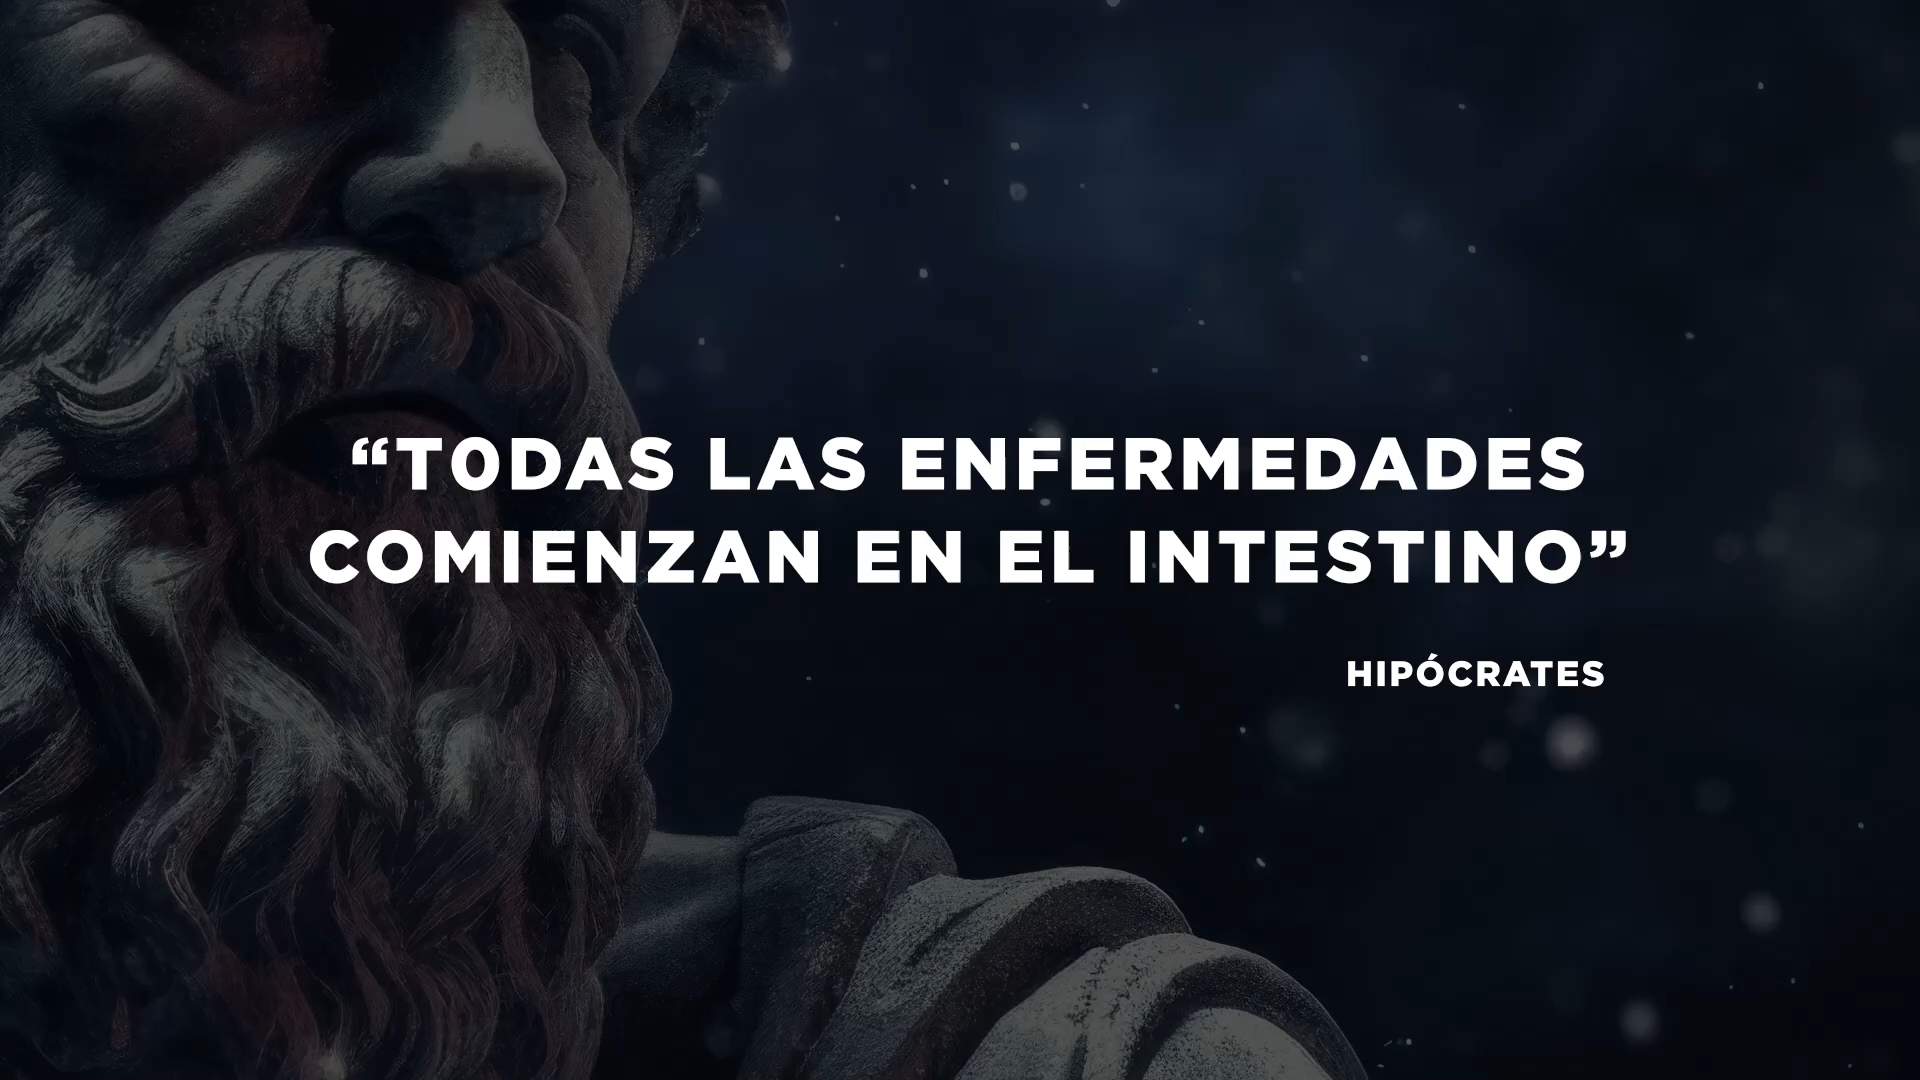 “T0DAS LAS ENFERMEDADES
COMIENZAN EN EL INTESTINO”
HIPÓCRATES